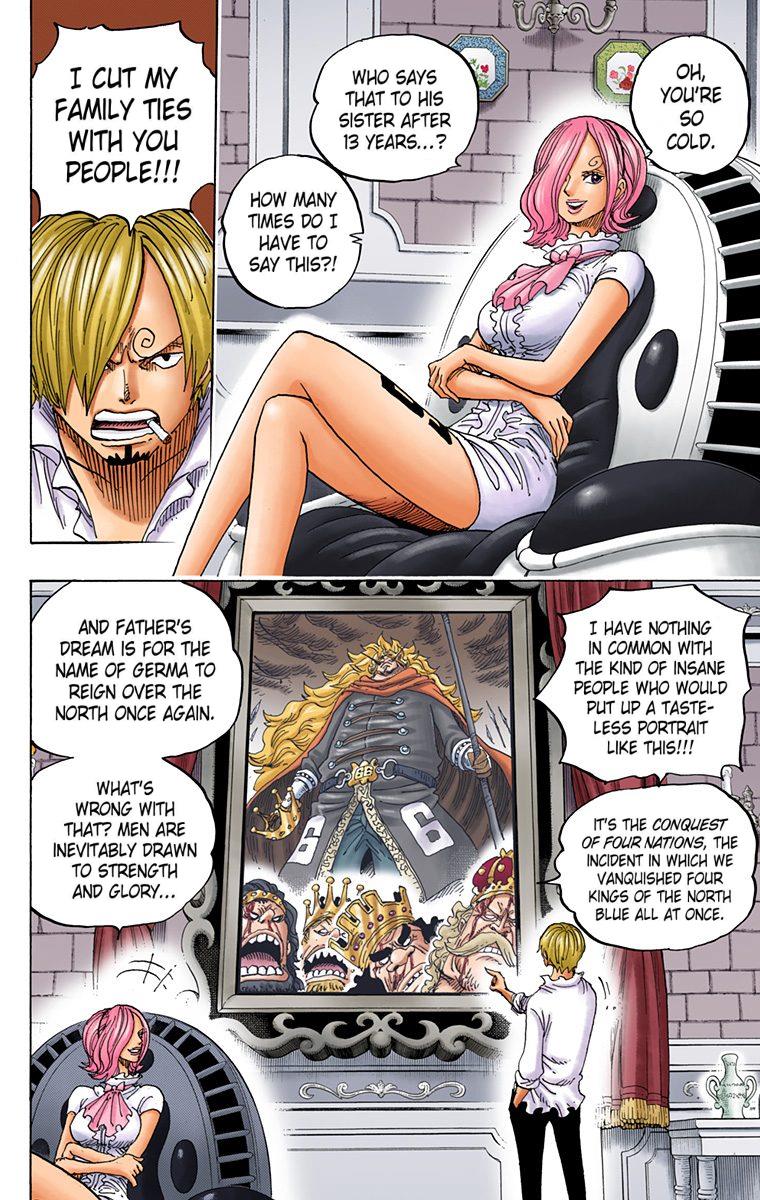 OH,
YOU'RE
SO
COLD.
WHO SAYS
THAT TO HIS
SISTER AFTER
13 YEARS...?
HOW MANY
TIMES DO I
HAVE TO
SAY THIS?!
I CUT MY
FAMILY TIES
WITH YOU
PEOPLE!!!
I HAVE NOTHING
IN COMMON WITH
THE KIND OF INSANE
PEOPLE WHO WOULD
PUT UP A TASTE-
LESS PORTRAIT
LIKE THIS!!!
IT'S THE CONQUEST
OF FOUR NATIONS, THE
INCIDENT IN WHICH WE
VANQUISHED FOUR
KINGS OF THE NORTH
BLUE ALL AT ONCE.
66
6
6
AND FATHER'S
DREAM IS FOR THE
NAME OF GERMA TO
REIGN OVER THE
NORTH ONCE AGAIN.
WHAT'S
WRONG WITH
THAT? MEN ARE
INEVITABLY DRAWN
TO STRENGTH
AND GLORY...